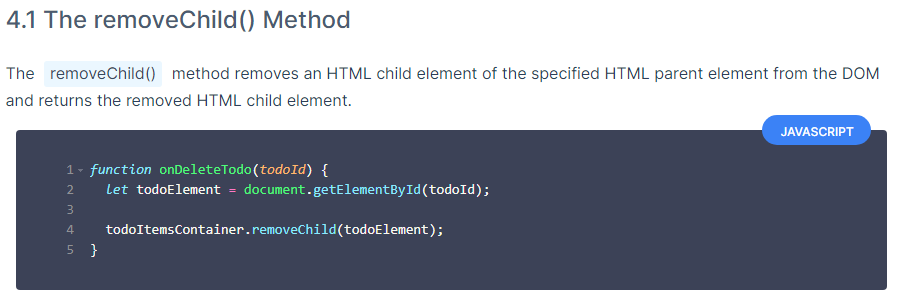 4.1 The removeChild() Method
The removeChild() method removes an HTML child element of the specified HTML parent element from the DOM
and returns the removed HTML child element.
JAVASCRIPT
1 function onDeleteTodo(todoId) {
2   let todoElement = document.getElementById(todoId);
3
4   todoItemsContainer.removeChild(todoElement);
5 }